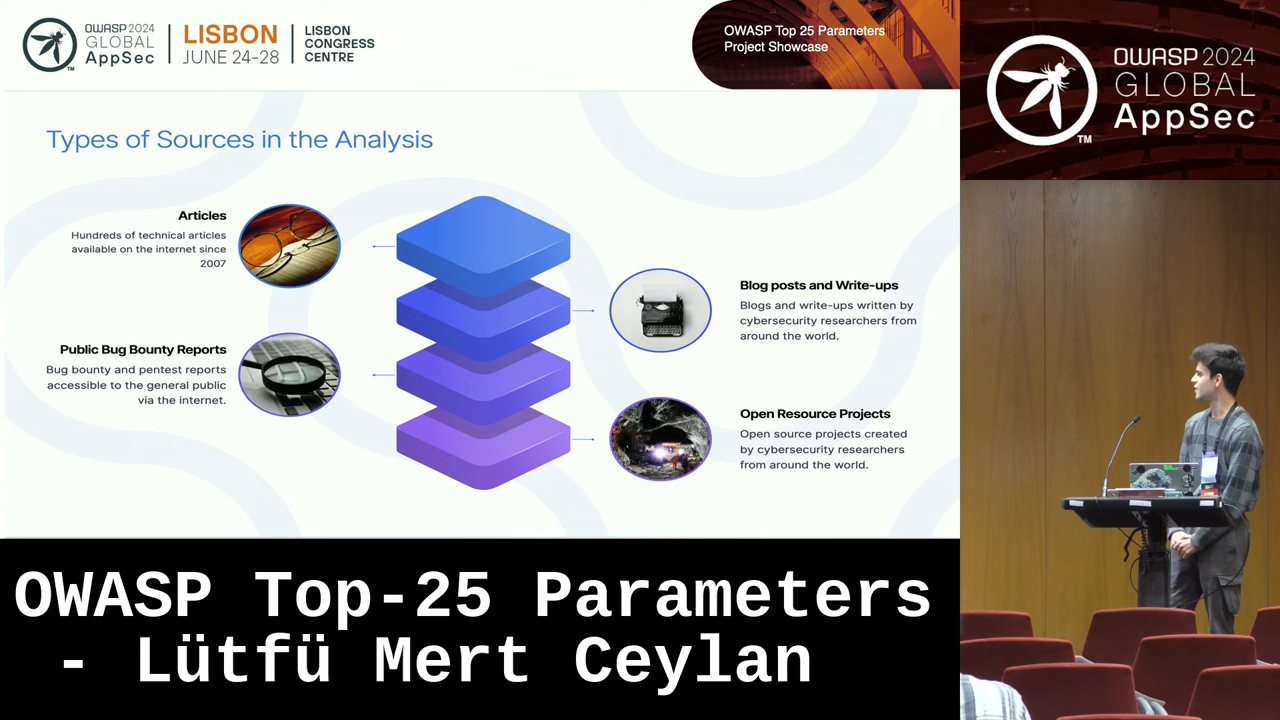 OWASP 2024
GLOBAL
AppSec
TM
LISBON
JUNE 24-28
LISBON
CONGRESS
CENTRE
OWASP Top 25 Parameters
Project Showcase
OWASP 2024
GLOBAL
AppSec
TM
Types of Sources in the Analysis
Articles
Hundreds of technical articles
available on the internet since
2007
Blog posts and Write-ups
Blogs and write-ups written by
cybersecurity researchers from
around the world.
Public Bug Bounty Reports
Bug bounty and pentest reports
accessible to the general public
via the internet.
Open Resource Projects
Open source projects created
by cybersecurity researchers
from around the world.
OWASP Top-25 Parameters
- Lütfü Mert Ceylan